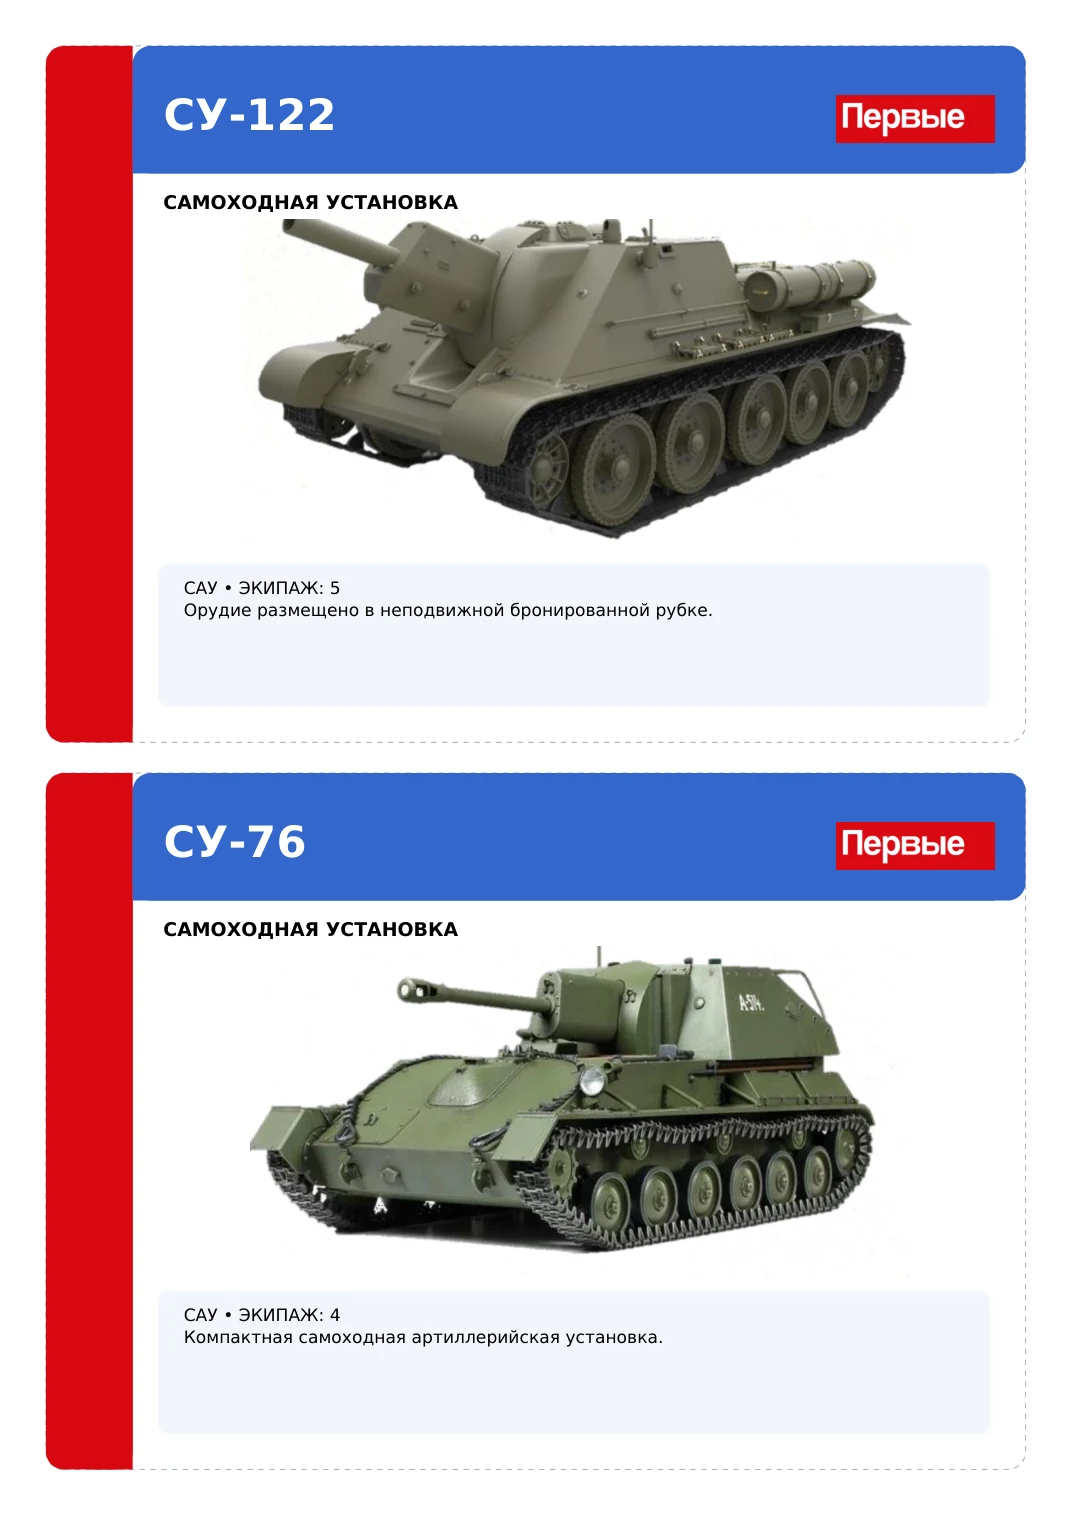 СУ-122
Первые
САМОХОДНАЯ УСТАНОВКА
САУ • ЭКИПАЖ: 5
Орудие размещено в неподвижной бронированной рубке.
СУ-76
Первые
САМОХОДНАЯ УСТАНОВКА
А-514.
САУ • ЭКИПАЖ: 4
Компактная самоходная артиллерийская установка.